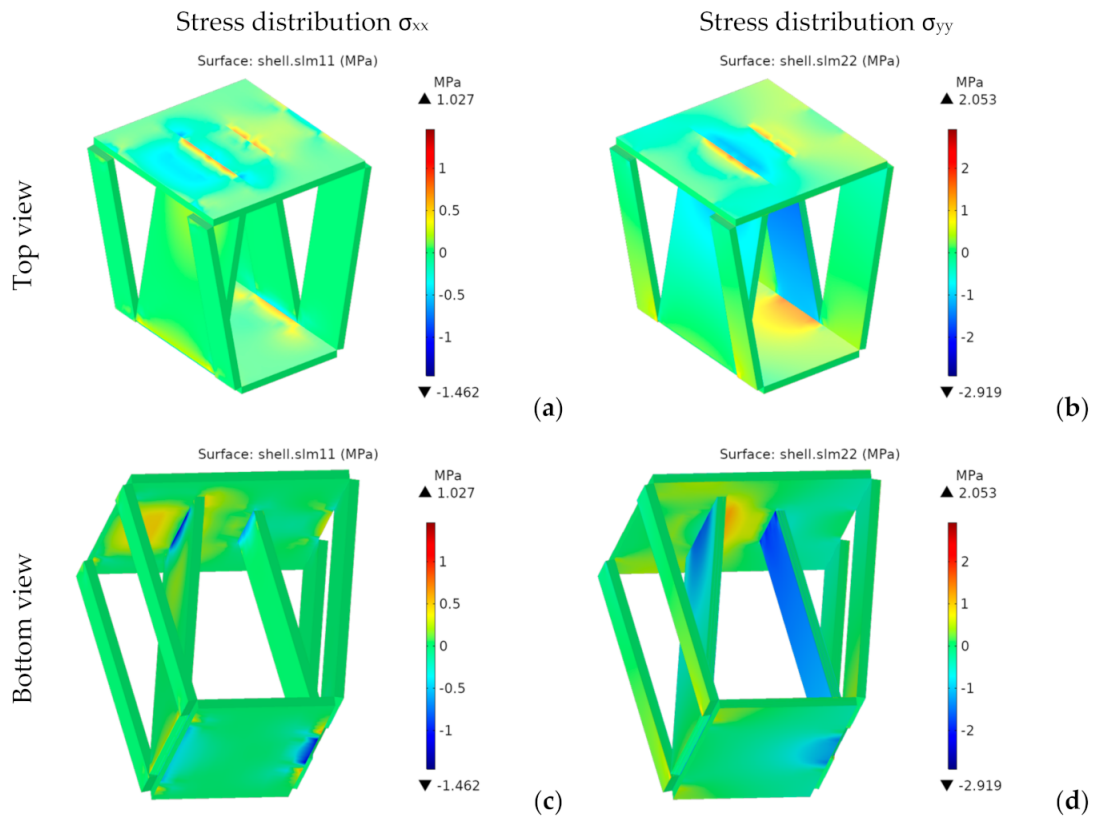 Stress distribution σxx
Stress distribution σyy
Top view
Surface: shell.slm11 (MPa)
MPa
▲ 1.027
1
0.5
0
-0.5
-1
▼ -1.462
(a)
Surface: shell.slm22 (MPa)
MPa
▲ 2.053
2
1
0
-1
-2
▼ -2.919
(b)
Bottom view
Surface: shell.slm11 (MPa)
MPa
▲ 1.027
1
0.5
0
-0.5
-1
▼ -1.462
(c)
Surface: shell.slm22 (MPa)
MPa
▲ 2.053
2
1
0
-1
-2
▼ -2.919
(d)